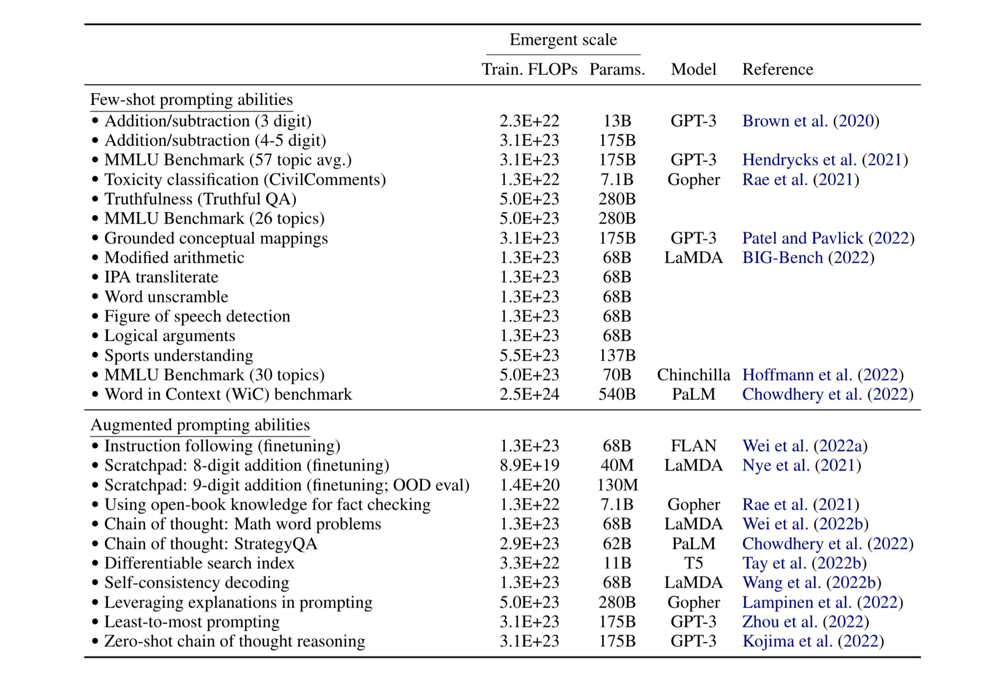 Emergent scale
Train. FLOPs Params. Model Reference
Few-shot prompting abilities
• Addition/subtraction (3 digit) 2.3E+22 13B GPT-3 Brown et al. (2020)
• Addition/subtraction (4-5 digit) 3.1E+23 175B
• MMLU Benchmark (57 topic avg.) 3.1E+23 175B GPT-3 Hendrycks et al. (2021)
• Toxicity classification (CivilComments) 1.3E+22 7.1B Gopher Rae et al. (2021)
• Truthfulness (Truthful QA) 5.0E+23 280B
• MMLU Benchmark (26 topics) 5.0E+23 280B
• Grounded conceptual mappings 3.1E+23 175B GPT-3 Patel and Pavlick (2022)
• Modified arithmetic 1.3E+23 68B LaMDA BIG-Bench (2022)
• IPA transliterate 1.3E+23 68B
• Word unscramble 1.3E+23 68B
• Figure of speech detection 1.3E+23 68B
• Logical arguments 1.3E+23 68B
• Sports understanding 5.5E+23 137B
• MMLU Benchmark (30 topics) 5.0E+23 70B Chinchilla Hoffmann et al. (2022)
• Word in Context (WiC) benchmark 2.5E+24 540B PaLM Chowdhery et al. (2022)
Augmented prompting abilities
• Instruction following (finetuning) 1.3E+23 68B FLAN Wei et al. (2022a)
• Scratchpad: 8-digit addition (finetuning) 8.9E+19 40M LaMDA Nye et al. (2021)
• Scratchpad: 9-digit addition (finetuning; OOD eval) 1.4E+20 130M
• Using open-book knowledge for fact checking 1.3E+22 7.1B Gopher Rae et al. (2021)
• Chain of thought: Math word problems 1.3E+23 68B LaMDA Wei et al. (2022b)
• Chain of thought: StrategyQA 2.9E+23 62B PaLM Chowdhery et al. (2022)
• Differentiable search index 3.3E+22 11B T5 Tay et al. (2022b)
• Self-consistency decoding 1.3E+23 68B LaMDA Wang et al. (2022b)
• Leveraging explanations in prompting 5.0E+23 280B Gopher Lampinen et al. (2022)
• Least-to-most prompting 3.1E+23 175B GPT-3 Zhou et al. (2022)
• Zero-shot chain of thought reasoning 3.1E+23 175B GPT-3 Kojima et al. (2022)